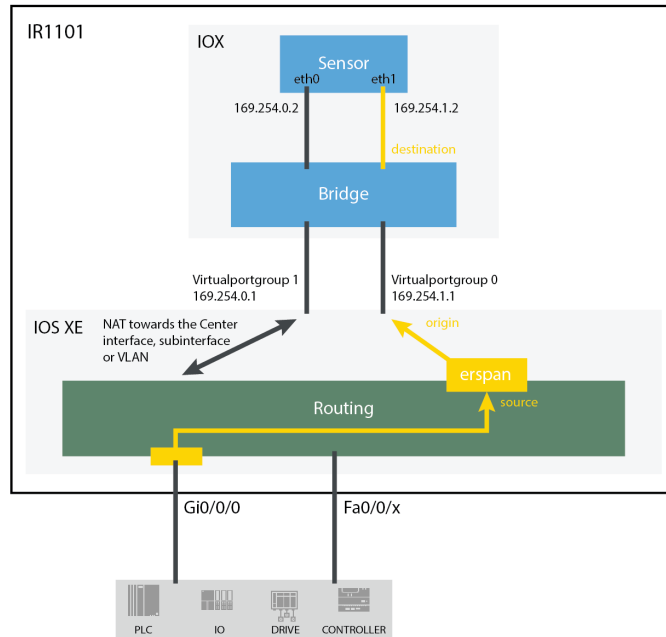 IR1101
IOX
Sensor
eth0
eth1
169.254.0.2
169.254.1.2
destination
Bridge
Virtualportgroup 1
169.254.0.1
Virtualportgroup 0
169.254.1.1
IOS XE
NAT towards the Center
interface, subinterface
or VLAN
origin
erspan
source
Routing
Gi0/0/0
Fa0/0/x
PLC
IO
DRIVE
CONTROLLER